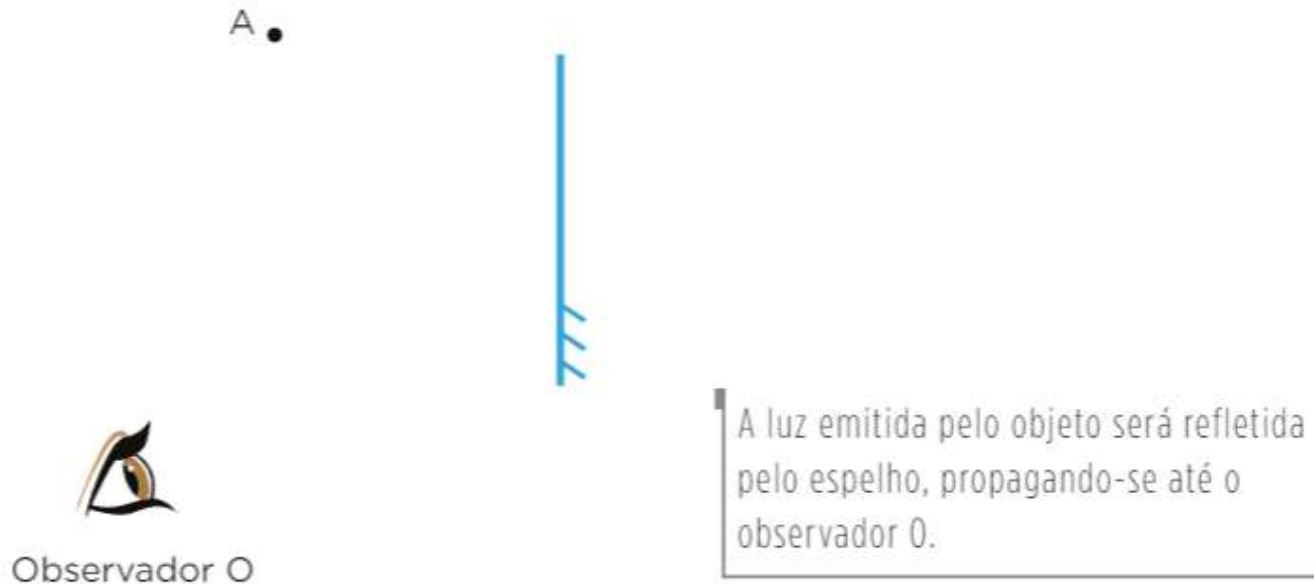 A
A luz emitida pelo objeto será refletida
pelo espelho, propagando-se até o
observador O.
Observador O